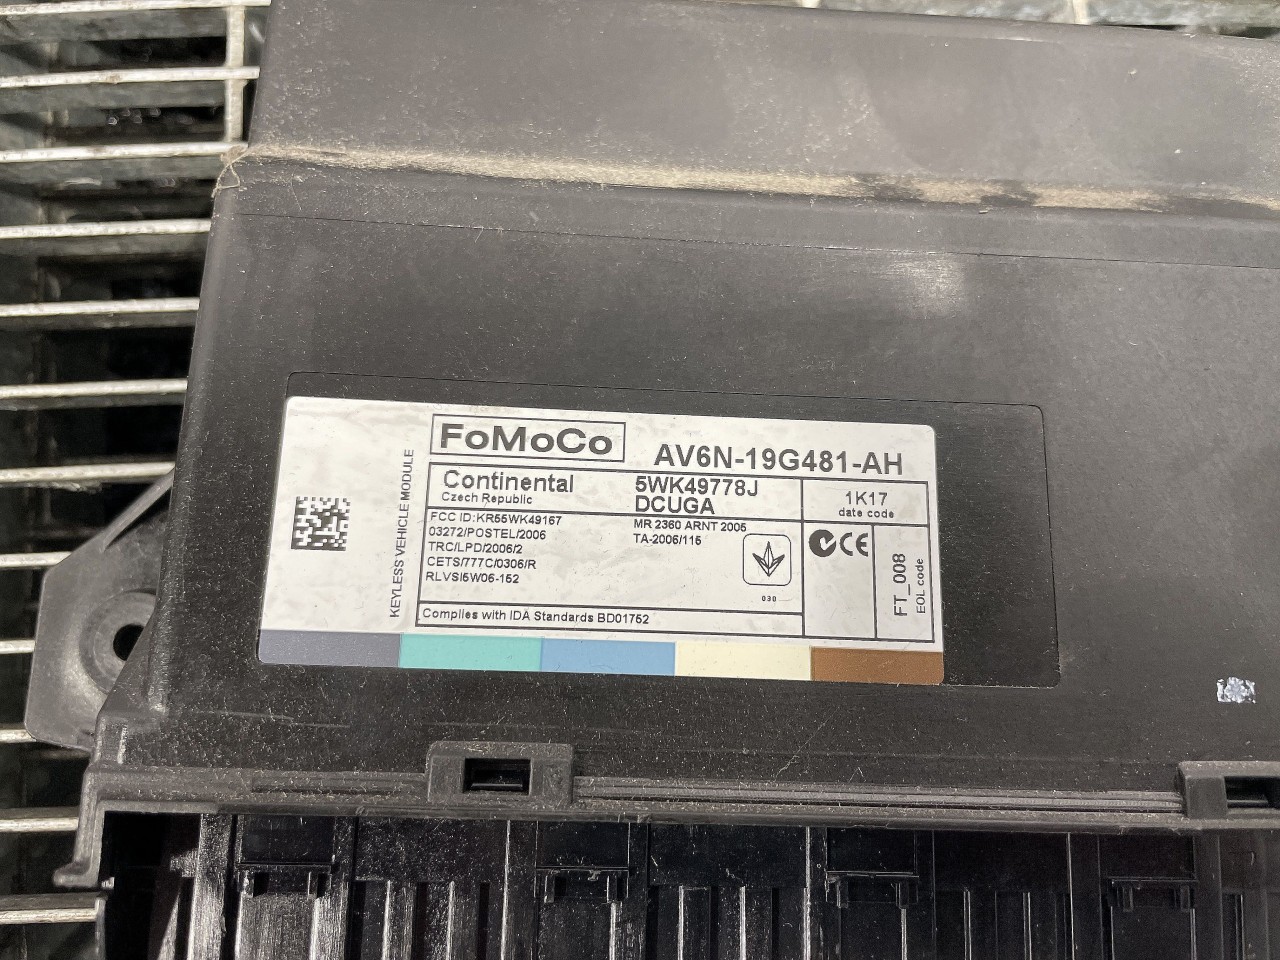 FoMoCo
AV6N-19G481-AH
KEYLESS VEHICLE MODULE
Continental
Czech Republic
5WK49778J
DCUGA
1K17
date code
FCC ID:KR55WK49167
03272/POSTEL/2006
TRC/LPD/2006/2
CETS/777C/0306/R
RLVSI5W06-152
MR 2360 ARNT 2005
TA-2006/115
030
CE
FT_008
EOL code
Complies with IDA Standards BD01752